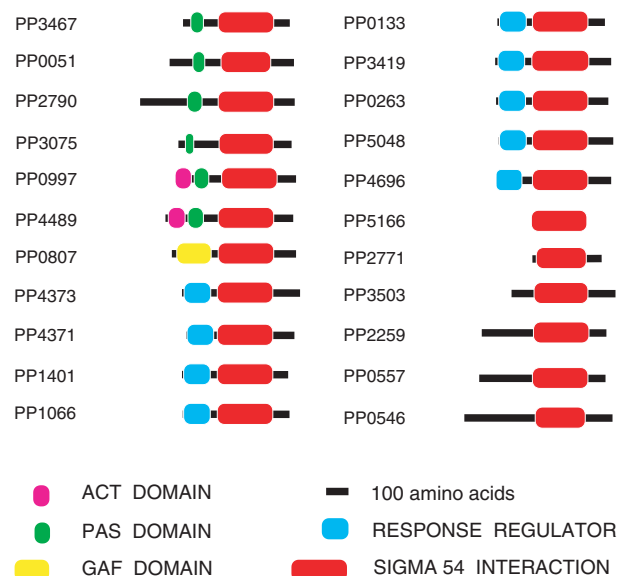 PP3467
PP0051
PP2790
PP3075
PP0997
PP4489
PP0807
PP4373
PP4371
PP1401
PP1066
PP0133
PP3419
PP0263
PP5048
PP4696
PP5166
PP2771
PP3503
PP2259
PP0557
PP0546
ACT DOMAIN
PAS DOMAIN
GAF DOMAIN
100 amino acids
RESPONSE REGULATOR
SIGMA 54 INTERACTION